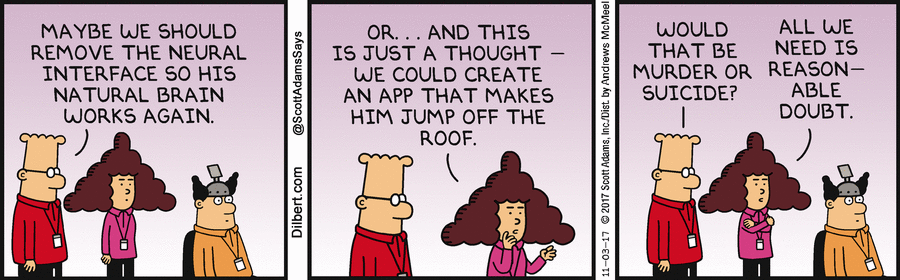 MAYBE WE SHOULD
REMOVE THE NEURAL
INTERFACE SO HIS
NATURAL BRAIN
WORKS AGAIN.
Dilbert.com @ScottAdamsSays
OR... AND THIS
IS JUST A THOUGHT —
WE COULD CREATE
AN APP THAT MAKES
HIM JUMP OFF THE
ROOF.
11-03-17 © 2017 Scott Adams, Inc./Dist. by Andrews McMeel
WOULD
THAT BE
MURDER OR
SUICIDE?
ALL WE
NEED IS
REASON—
ABLE
DOUBT.